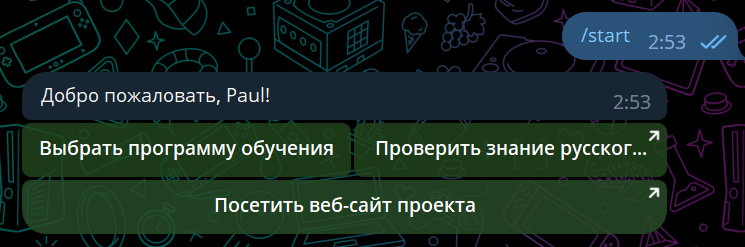 /start 2:53
Добро пожаловать, Paul!
2:53
Выбрать программу обучения
Проверить знание русског...
Посетить веб-сайт проекта